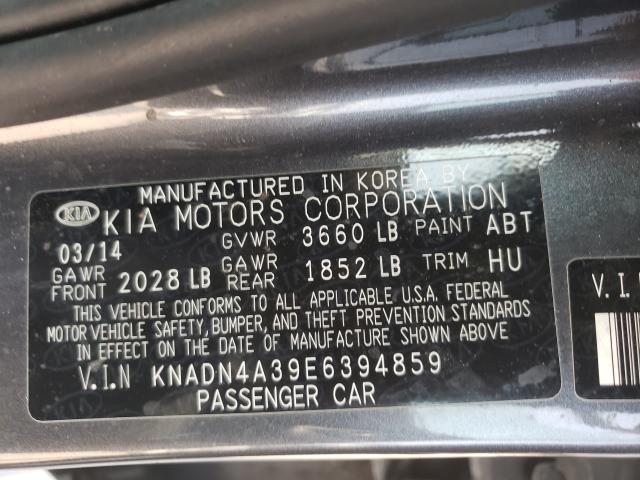 MANUFACTURED IN KOREA BY
KIA KIA MOTORS CORPORATION
03/14 GVWR 3660 LB PAINT ABT
GAWR FRONT 2028 LB GAWR REAR 1852 LB TRIM HU
THIS VEHICLE CONFORMS TO ALL APPLICABLE U.S.A. FEDERAL
MOTOR VEHICLE SAFETY, BUMPER, AND THEFT PREVENTION STANDARDS
IN EFFECT ON THE DATE OF MANUFACTURE SHOWN ABOVE
V.I.N KNADN4A39E6394859
PASSENGER CAR
V.I.